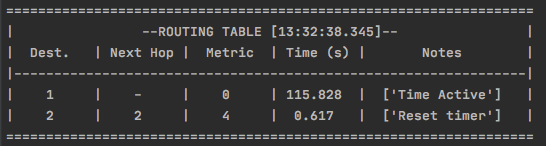 =================================================================
|                --ROUTING TABLE [13:32:38.345]--               |
|  Dest.   | Next Hop |  Metric  | Time (s) |       Notes        |
|---------------------------------------------------------------|
|    1     |    -     |    0     | 115.828  |  ['Time Active']   |
|    2     |    2     |    4     |  0.617   |  ['Reset timer']   |
=================================================================